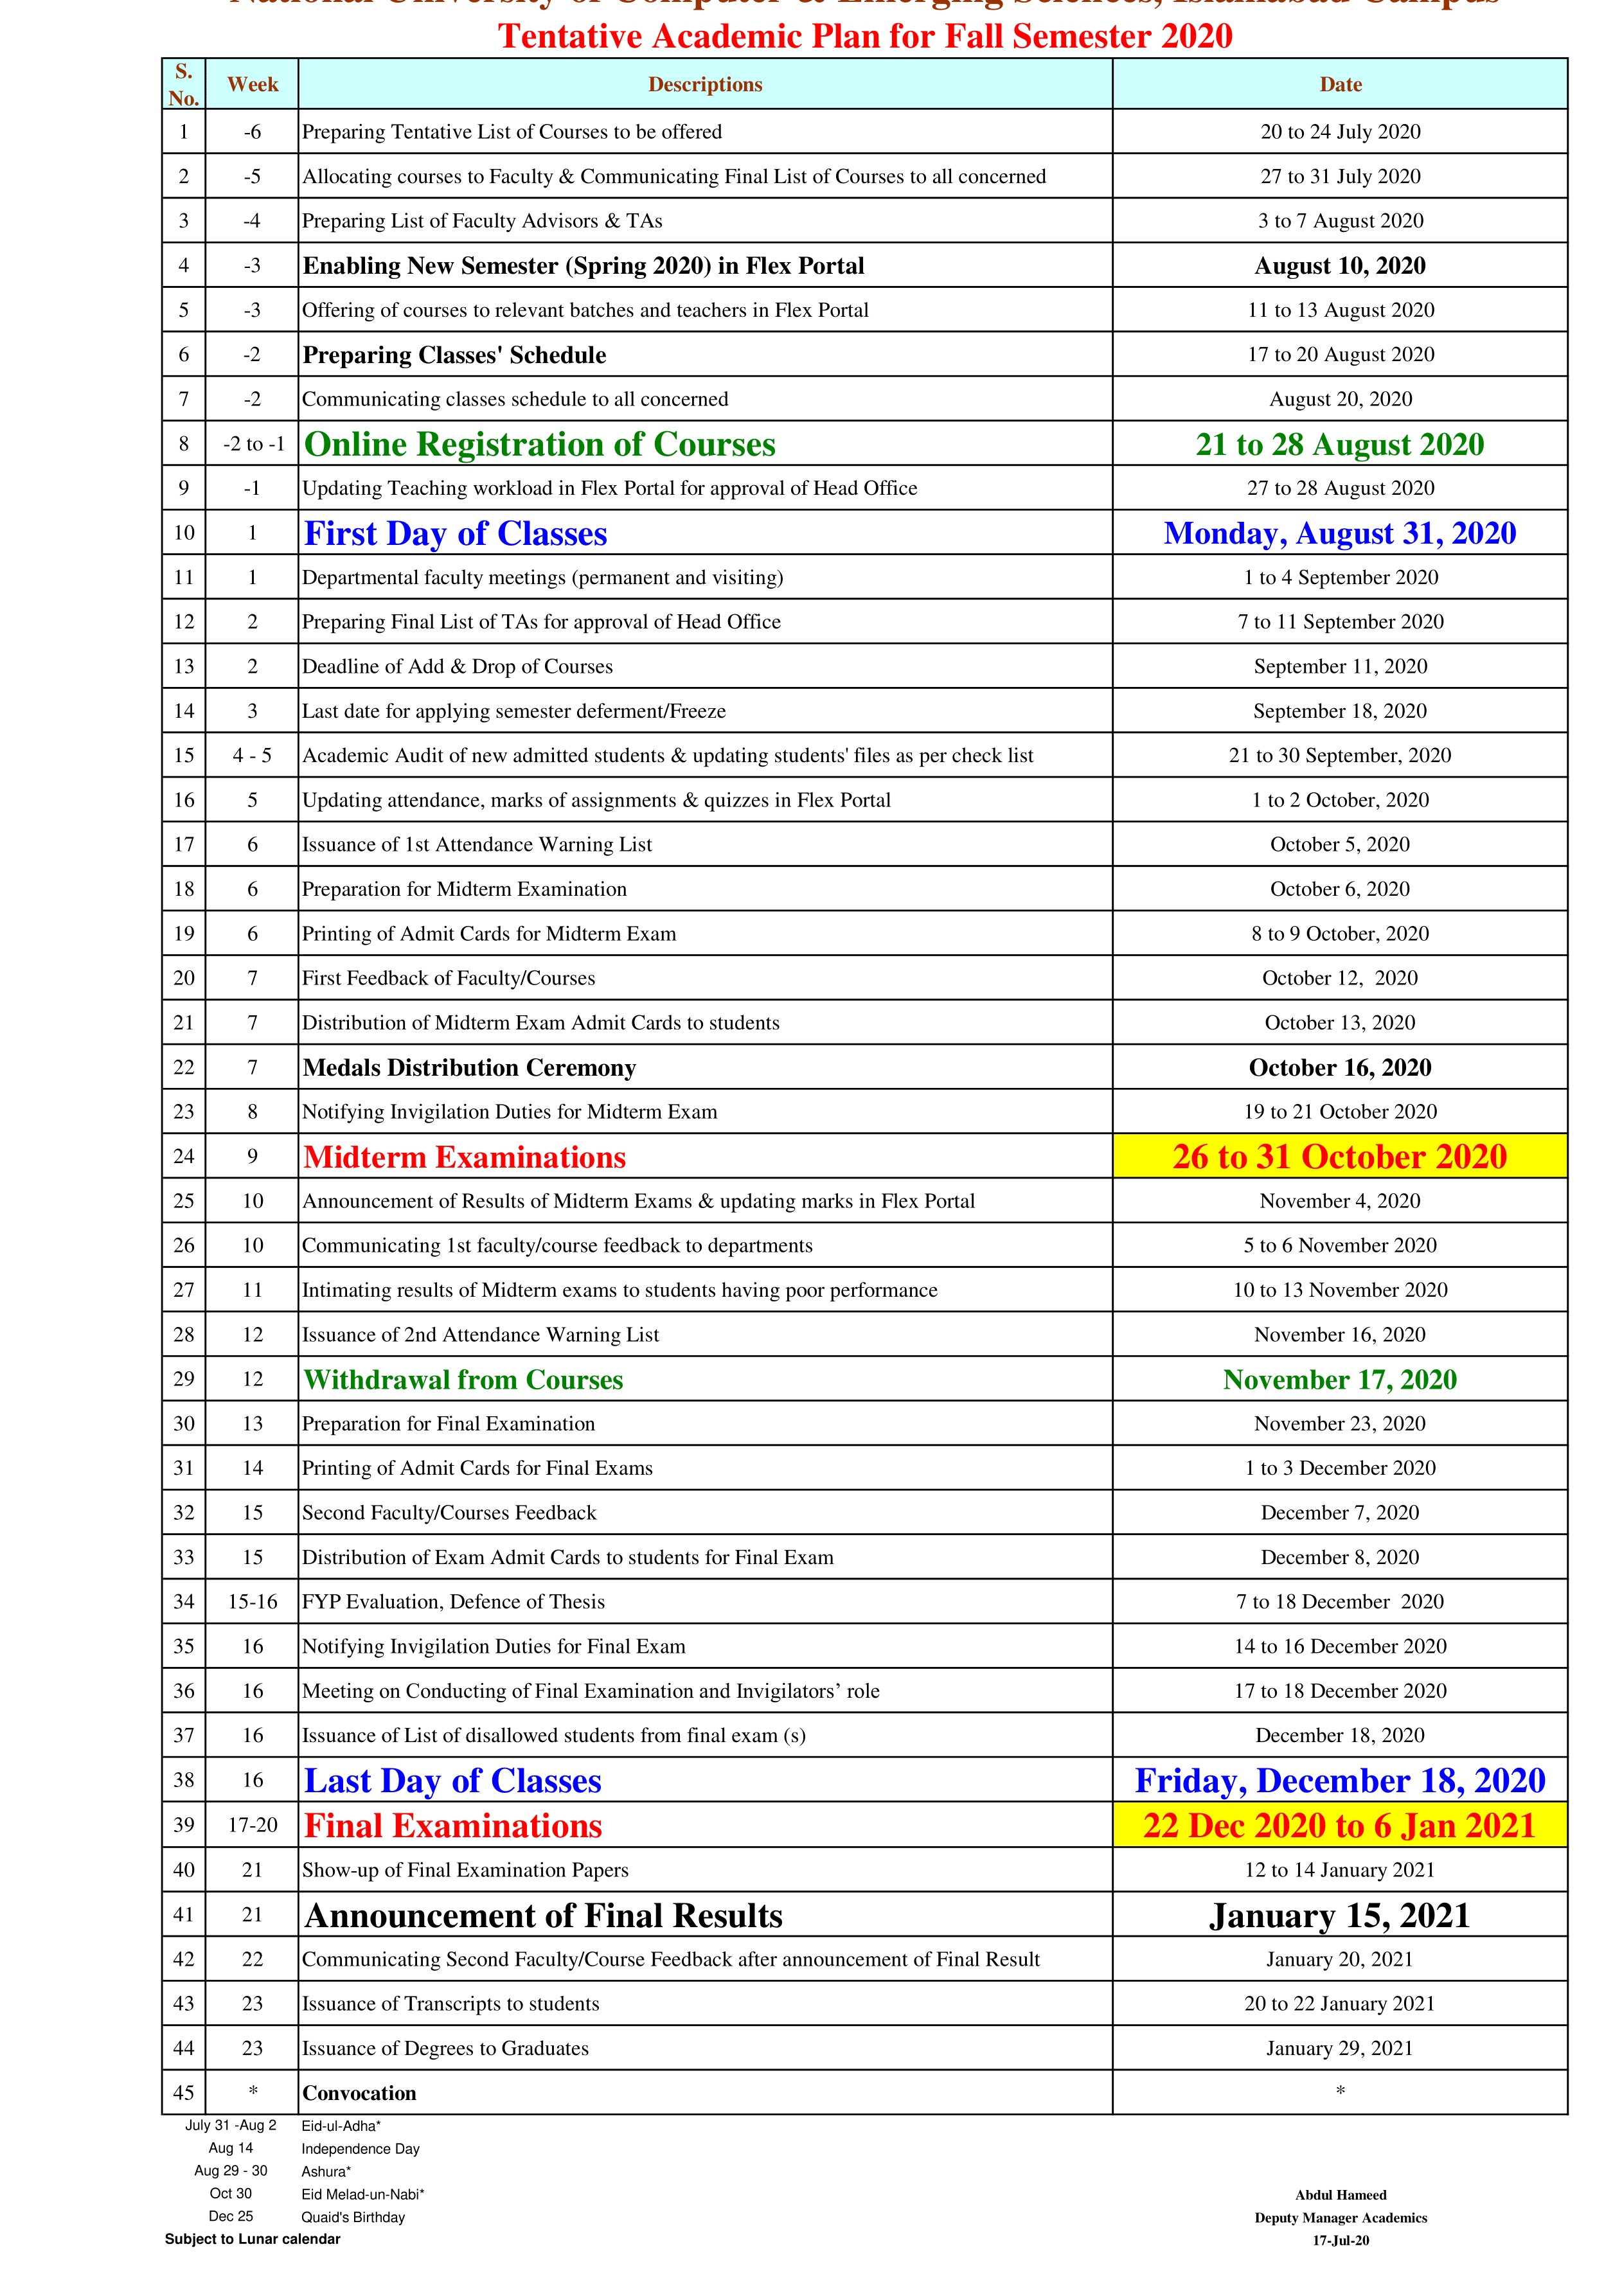 National University of Computer & Emerging Sciences, Islamabad Campus
Tentative Academic Plan for Fall Semester 2020
S. No. Week Descriptions Date
1 -6 Preparing Tentative List of Courses to be offered 20 to 24 July 2020
2 -5 Allocating courses to Faculty & Communicating Final List of Courses to all concerned 27 to 31 July 2020
3 -4 Preparing List of Faculty Advisors & TAs 3 to 7 August 2020
4 -3 Enabling New Semester (Spring 2020) in Flex Portal August 10, 2020
5 -3 Offering of courses to relevant batches and teachers in Flex Portal 11 to 13 August 2020
6 -2 Preparing Classes' Schedule 17 to 20 August 2020
7 -2 Communicating classes schedule to all concerned August 20, 2020
8 -2 to -1 Online Registration of Courses 21 to 28 August 2020
9 -1 Updating Teaching workload in Flex Portal for approval of Head Office 27 to 28 August 2020
10 1 First Day of Classes Monday, August 31, 2020
11 1 Departmental faculty meetings (permanent and visiting) 1 to 4 September 2020
12 2 Preparing Final List of TAs for approval of Head Office 7 to 11 September 2020
13 2 Deadline of Add & Drop of Courses September 11, 2020
14 3 Last date for applying semester deferment/Freeze September 18, 2020
15 4 - 5 Academic Audit of new admitted students & updating students' files as per check list 21 to 30 September, 2020
16 5 Updating attendance, marks of assignments & quizzes in Flex Portal 1 to 2 October, 2020
17 6 Issuance of 1st Attendance Warning List October 5, 2020
18 6 Preparation for Midterm Examination October 6, 2020
19 6 Printing of Admit Cards for Midterm Exam 8 to 9 October, 2020
20 7 First Feedback of Faculty/Courses October 12, 2020
21 7 Distribution of Midterm Exam Admit Cards to students October 13, 2020
22 7 Medals Distribution Ceremony October 16, 2020
23 8 Notifying Invigilation Duties for Midterm Exam 19 to 21 October 2020
24 9 Midterm Examinations 26 to 31 October 2020
25 10 Announcement of Results of Midterm Exams & updating marks in Flex Portal November 4, 2020
26 10 Communicating 1st faculty/course feedback to departments 5 to 6 November 2020
27 11 Intimating results of Midterm exams to students having poor performance 10 to 13 November 2020
28 12 Issuance of 2nd Attendance Warning List November 16, 2020
29 12 Withdrawal from Courses November 17, 2020
30 13 Preparation for Final Examination November 23, 2020
31 14 Printing of Admit Cards for Final Exams 1 to 3 December 2020
32 15 Second Faculty/Courses Feedback December 7, 2020
33 15 Distribution of Exam Admit Cards to students for Final Exam December 8, 2020
34 15-16 FYP Evaluation, Defence of Thesis 7 to 18 December 2020
35 16 Notifying Invigilation Duties for Final Exam 14 to 16 December 2020
36 16 Meeting on Conducting of Final Examination and Invigilators’ role 17 to 18 December 2020
37 16 Issuance of List of disallowed students from final exam (s) December 18, 2020
38 16 Last Day of Classes Friday, December 18, 2020
39 17-20 Final Examinations 22 Dec 2020 to 6 Jan 2021
40 21 Show-up of Final Examination Papers 12 to 14 January 2021
41 21 Announcement of Final Results January 15, 2021
42 22 Communicating Second Faculty/Course Feedback after announcement of Final Result January 20, 2021
43 23 Issuance of Transcripts to students 20 to 22 January 2021
44 23 Issuance of Degrees to Graduates January 29, 2021
45 * Convocation *
July 31 -Aug 2 Eid-ul-Adha*
Aug 14 Independence Day
Aug 29 - 30 Ashura*
Oct 30 Eid Melad-un-Nabi* Abdul Hameed
Dec 25 Quaid's Birthday Deputy Manager Academics
Subject to Lunar calendar 17-Jul-20